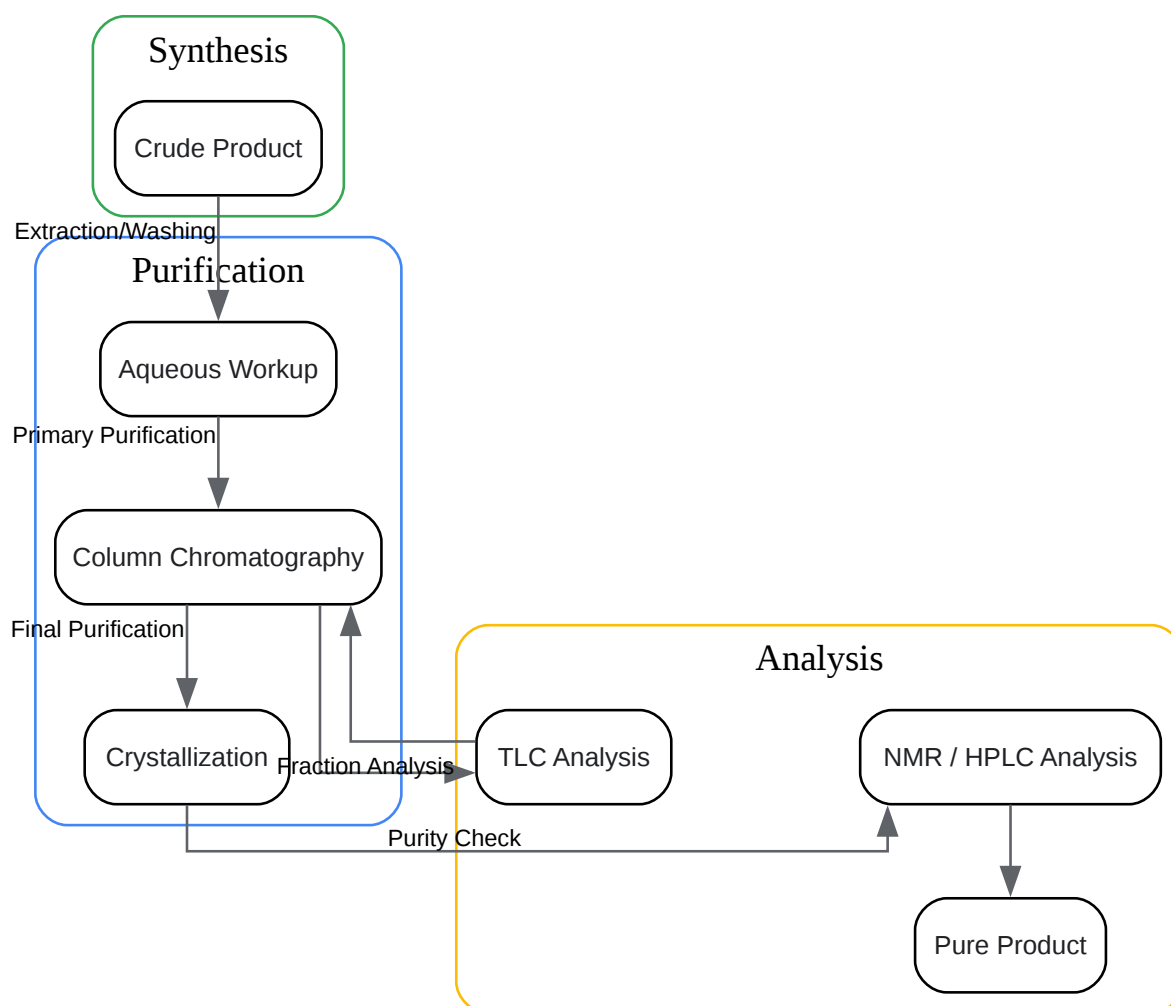 Synthesis
Crude Product
Extraction/Washing
Purification
Aqueous Workup
Primary Purification
Column Chromatography
Final Purification
Analysis
Crystallization
Fraction Analysis
TLC Analysis
NMR / HPLC Analysis
Purity Check
Pure Product